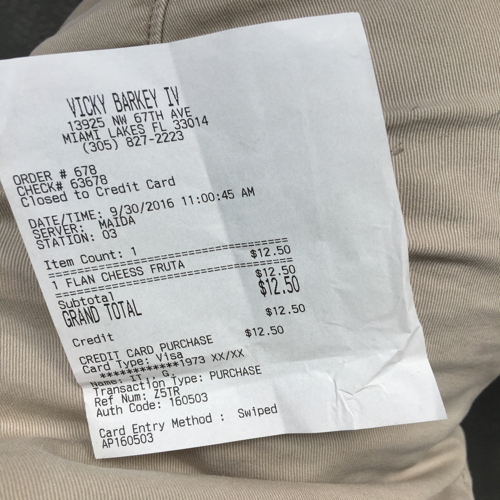 VICKY BARKEY IV
13925 NW 67TH AVE
MIAMI LAKES FL 33014
(305) 827-2223
ORDER # 678
CHECK# 63678
Closed to Credit Card
DATE/TIME: 9/30/2016 11:00:45 AM
SERVER: MAIDA
STATION: 03
Item Count: 1
1 FLAN CHEESS FRUTA $12.50
Subtotal $12.50
GRAND TOTAL $12.50
Credit $12.50
CREDIT CARD PURCHASE $12.50
Card Type: Visa
************1973 XX/XX
Name:
Transaction Type: PURCHASE
Ref Num: Z5TR
Auth Code: 160503
Card Entry Method : Swiped
AP160503